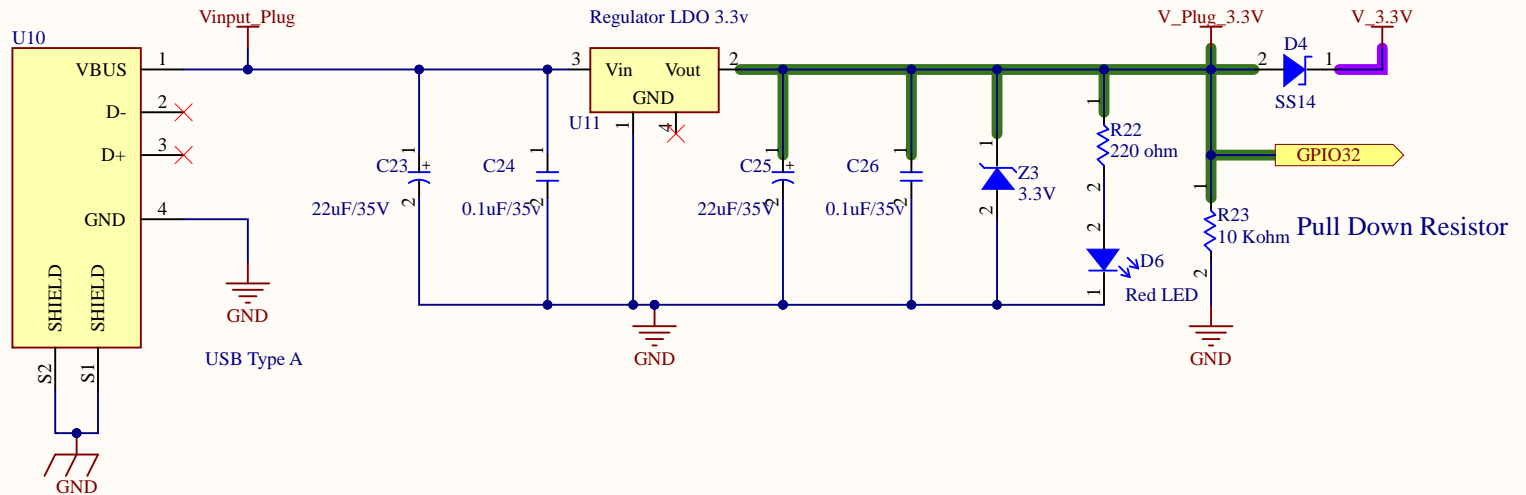 Vinput_Plug
Regulator LDO 3.3v
V_Plug_3.3V
V_3.3V
U10
D4
VBUS
1
3
Vin
Vout
2
2
1
GND
SS14
D-
2
U11
1
4
1
R22
220 ohm
D+
3
C23
1
+
C24
1
C25
1
+
C26
1
1
Z3
3.3V
GPIO32
22uF/35V
2
0.1uF/35v
2
22uF/35V
2
0.1uF/35v
2
2
2
1
GND
4
R23
10 Kohm
Pull Down Resistor
2
D6
2
SHIELD
SHIELD
1
Red LED
GND
USB Type A
GND
GND
S2
S1
GND